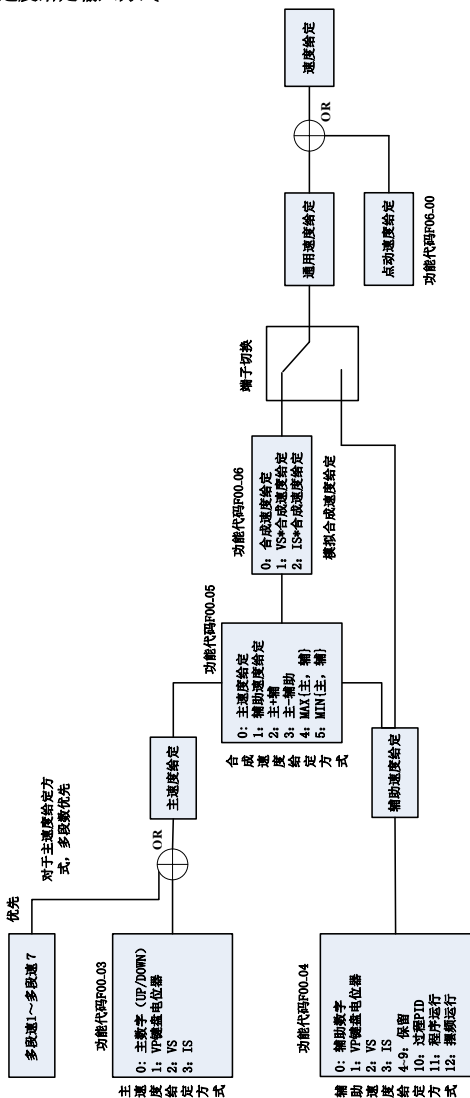 优先
对于主速度给定方
式，多段数优先
多段速1～多段速7
OR
主速度给定
功能代码F00-03
主速度给定方式
0：主数字（UP/DOWN）
1：VP键盘电位器
2：VS
3：IS
功能代码F00-04
辅助速度给定方式
0：辅助数字
1：VP键盘电位器
2：VS
3：IS
4~9：保留
10：过程PID
11：程序运行
12：摆频运行
辅助速度给定
功能代码F00-05
合成速度给定方式
0：主速度给定
1：辅助速度给定
2：主+辅
3：主-辅助
4：MAX{主，辅}
5：MIN{主，辅}
功能代码F00-06
0：合成速度给定
1：VS*合成速度给定
2：IS*合成速度给定
模拟合成速度给定
端子切换
通用速度给定
OR
速度给定
点动速度给定
功能代码F06-00